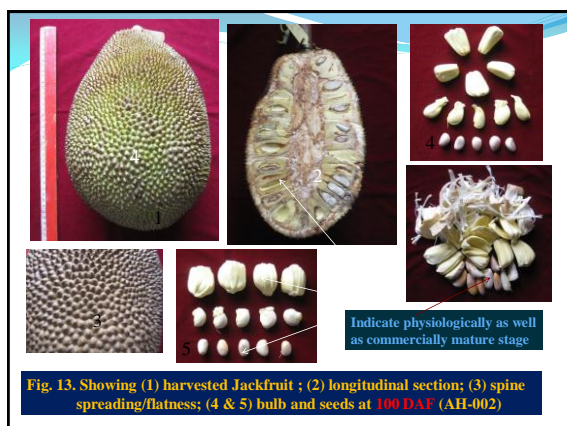 4
1
2
4
3
5
Indicate physiologically as well
as commercially mature stage
Fig. 13. Showing (1) harvested Jackfruit ; (2) longitudinal section; (3) spine
spreading/flatness; (4 & 5) bulb and seeds at 100 DAF (AH-002)